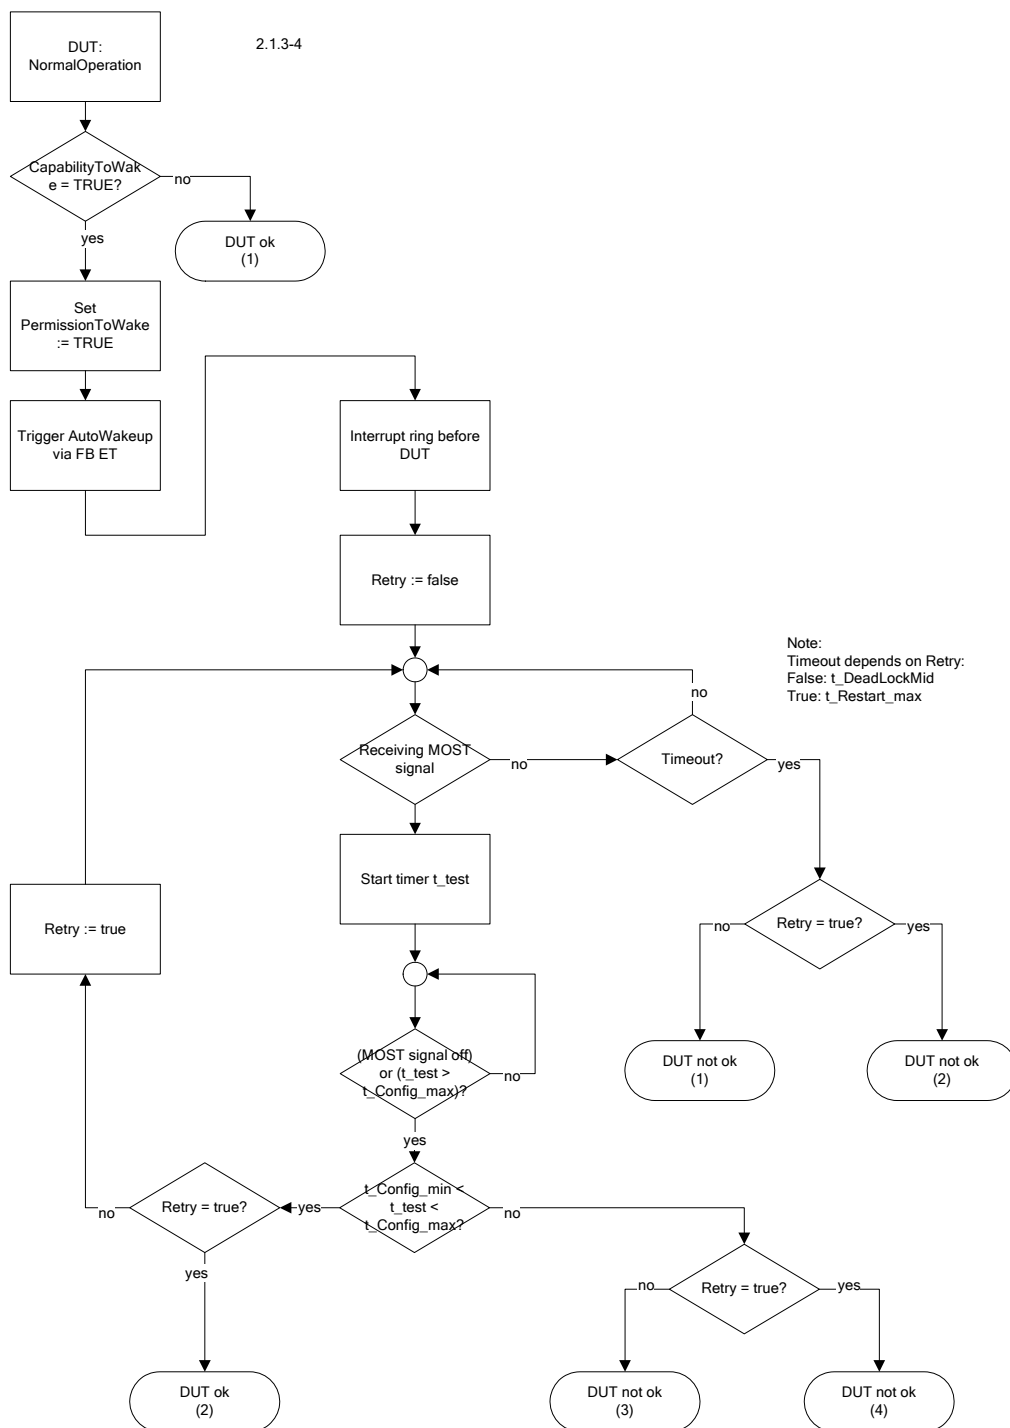 DUT:
NormalOperation
2.1.3-4
CapabilityToWak
e = TRUE?
no
DUT ok
(1)
yes
Set
PermissionToWake
:= TRUE
Trigger AutoWakeup
via FB ET
Interrupt ring before
DUT
Retry := false
Note:
Timeout depends on Retry:
False: t_DeadLockMid
True: t_Restart_max
no
Receiving MOST
signal
no
Timeout?
yes
Start timer t_test
Retry := true
no
Retry = true?
yes
(MOST signal off)
or (t_test >
t_Config_max)?
no
DUT not ok
(1)
DUT not ok
(2)
yes
no
Retry = true?
yes
t_Config_min <
t_test <
t_Config_max?
no
yes
no
Retry = true?
yes
DUT ok
(2)
DUT not ok
(3)
DUT not ok
(4)